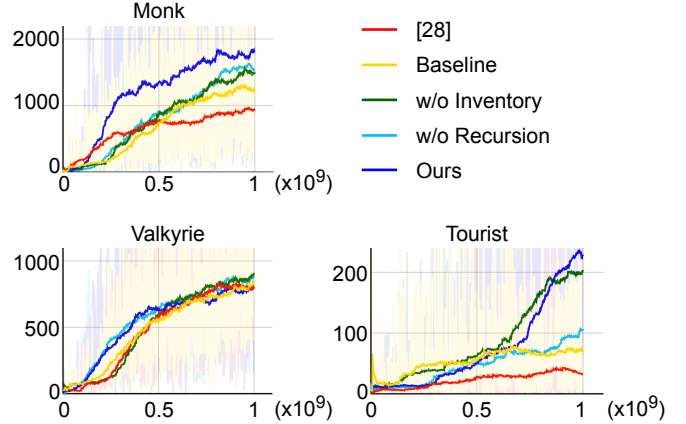 Monk
2000
1000
0
0 0.5 1 (x10⁹)
[28]
Baseline
w/o Inventory
w/o Recursion
Ours
Valkyrie
1000
500
0
0 0.5 1 (x10⁹)
Tourist
200
100
0
0 0.5 1 (x10⁹)